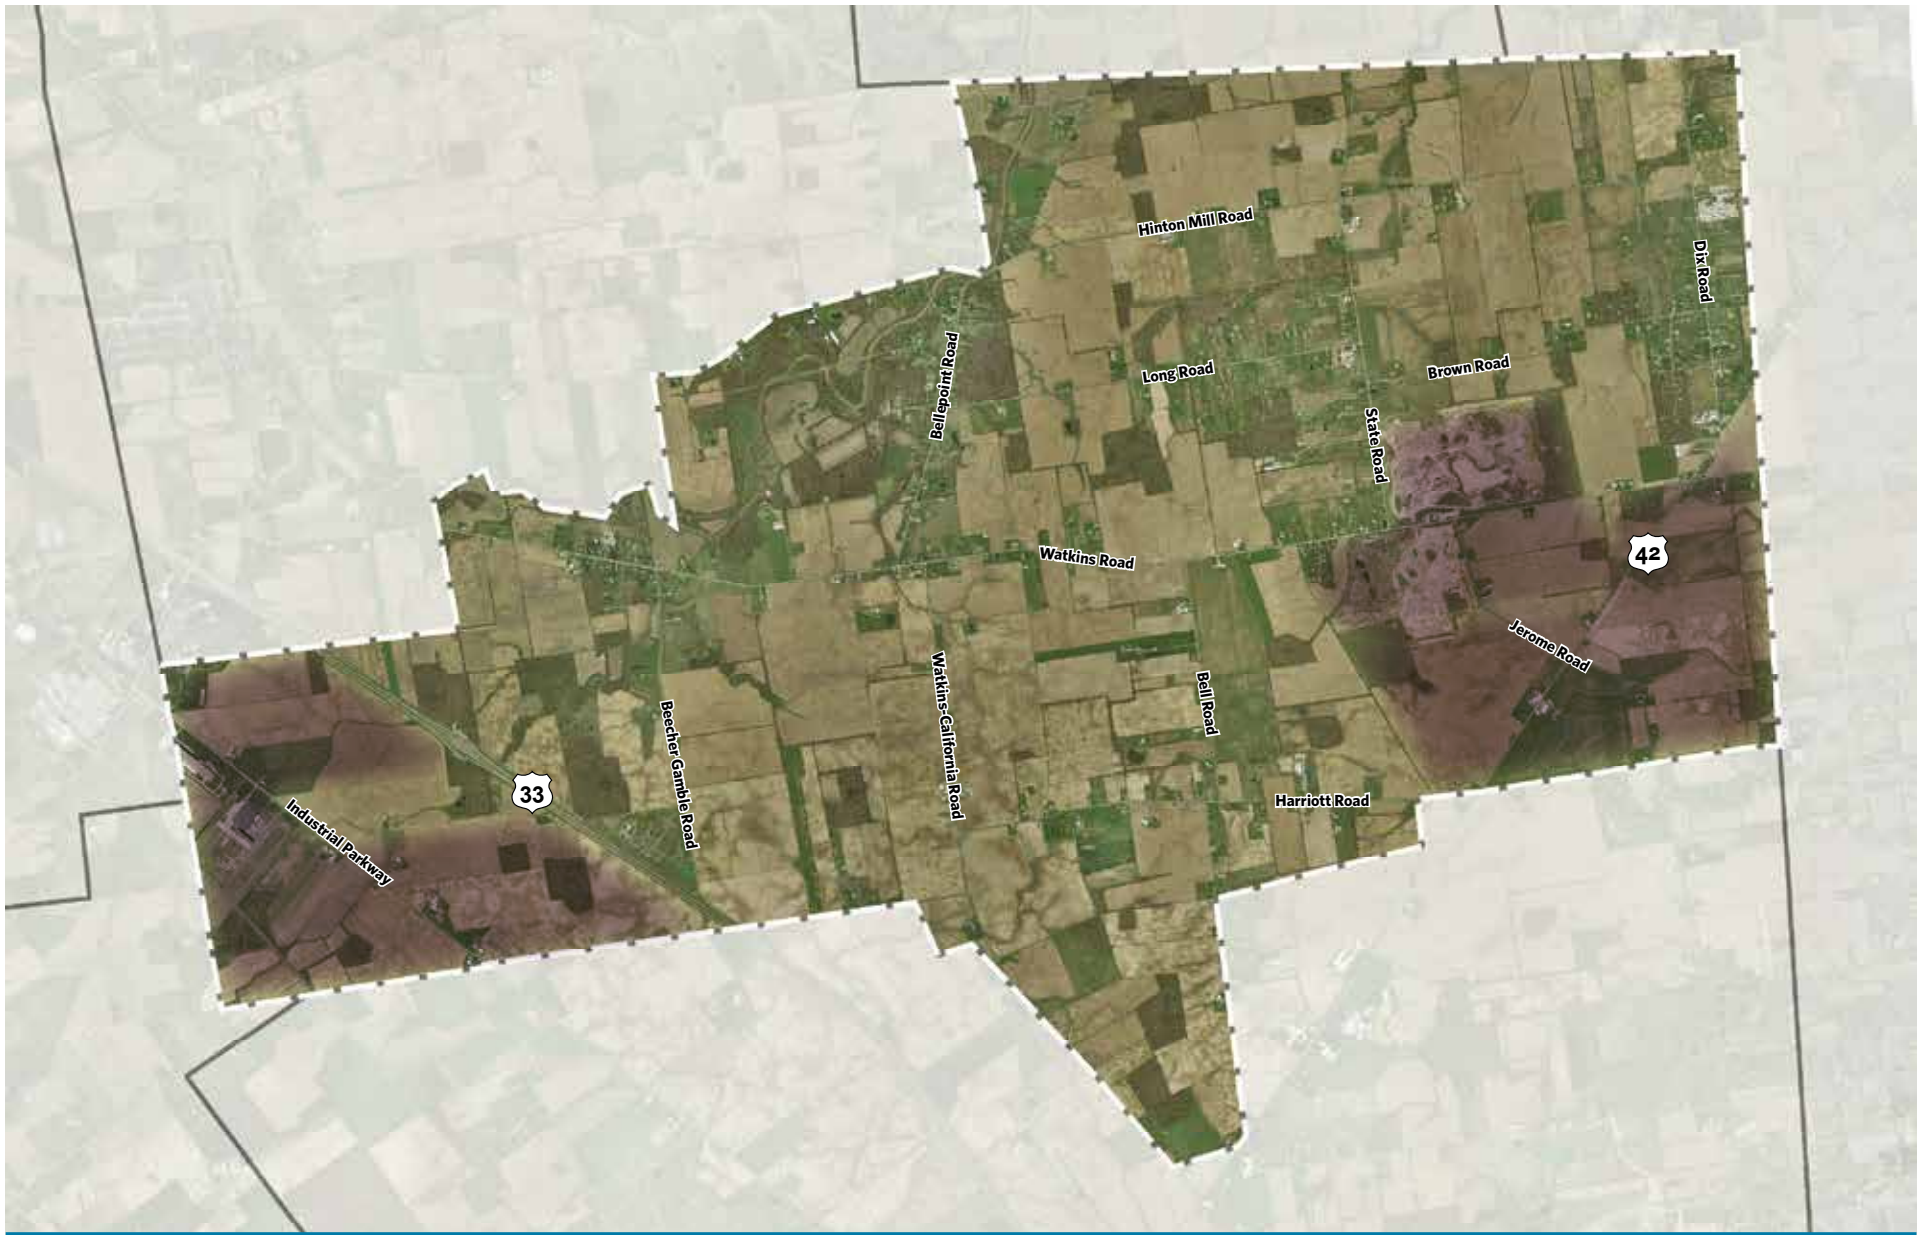 Hinton Mill Road
Dix Road
Bellepoint Road
Long Road
Brown Road
State Road
Watkins Road
42
Jerome Road
Watkins-California Road
Bell Road
Beecher Gamble Road
33
Industrial Parkway
Harriott Road